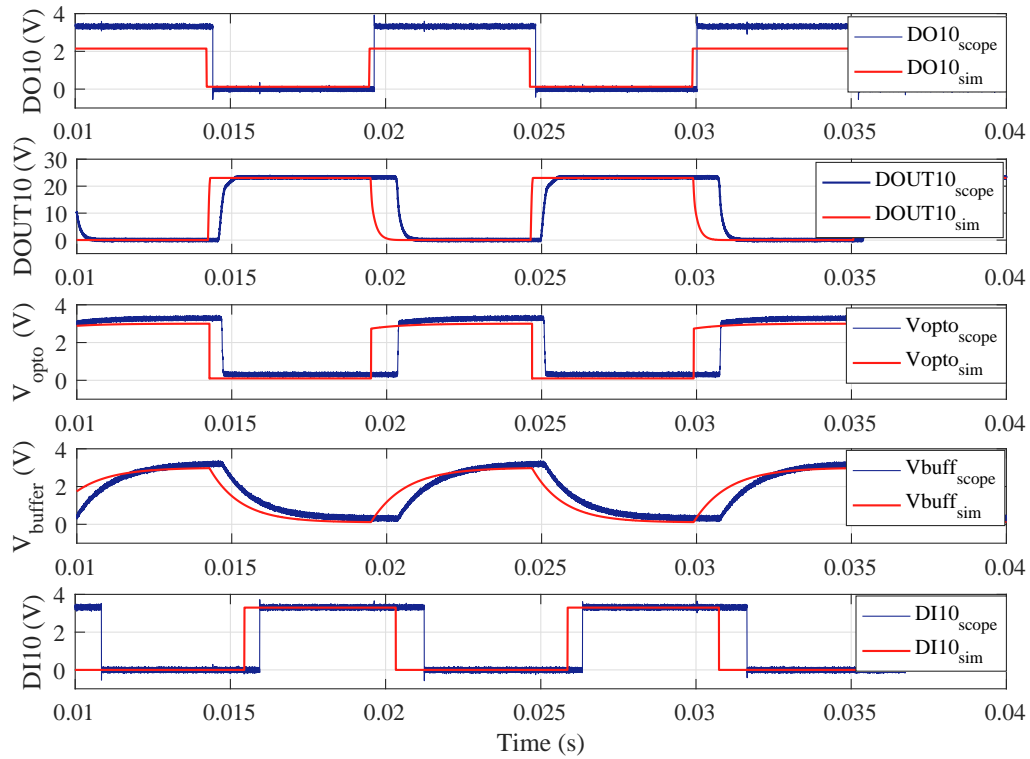 DO10 (V)
4
2
0
DO10scope
DO10sim
0.01 0.015 0.02 0.025 0.03 0.035 0.04
DOUT10 (V)
30
20
10
0
DOUT10scope
DOUT10sim
0.01 0.015 0.02 0.025 0.03 0.035 0.04
Vopto (V)
4
2
0
Voptoscope
Voptosim
0.01 0.015 0.02 0.025 0.03 0.035 0.04
Vbuffer (V)
4
2
0
Vbuffscope
Vbuffsim
0.01 0.015 0.02 0.025 0.03 0.035 0.04
DI10 (V)
4
2
0
DI10scope
DI10sim
0.01 0.015 0.02 0.025 0.03 0.035 0.04
Time (s)